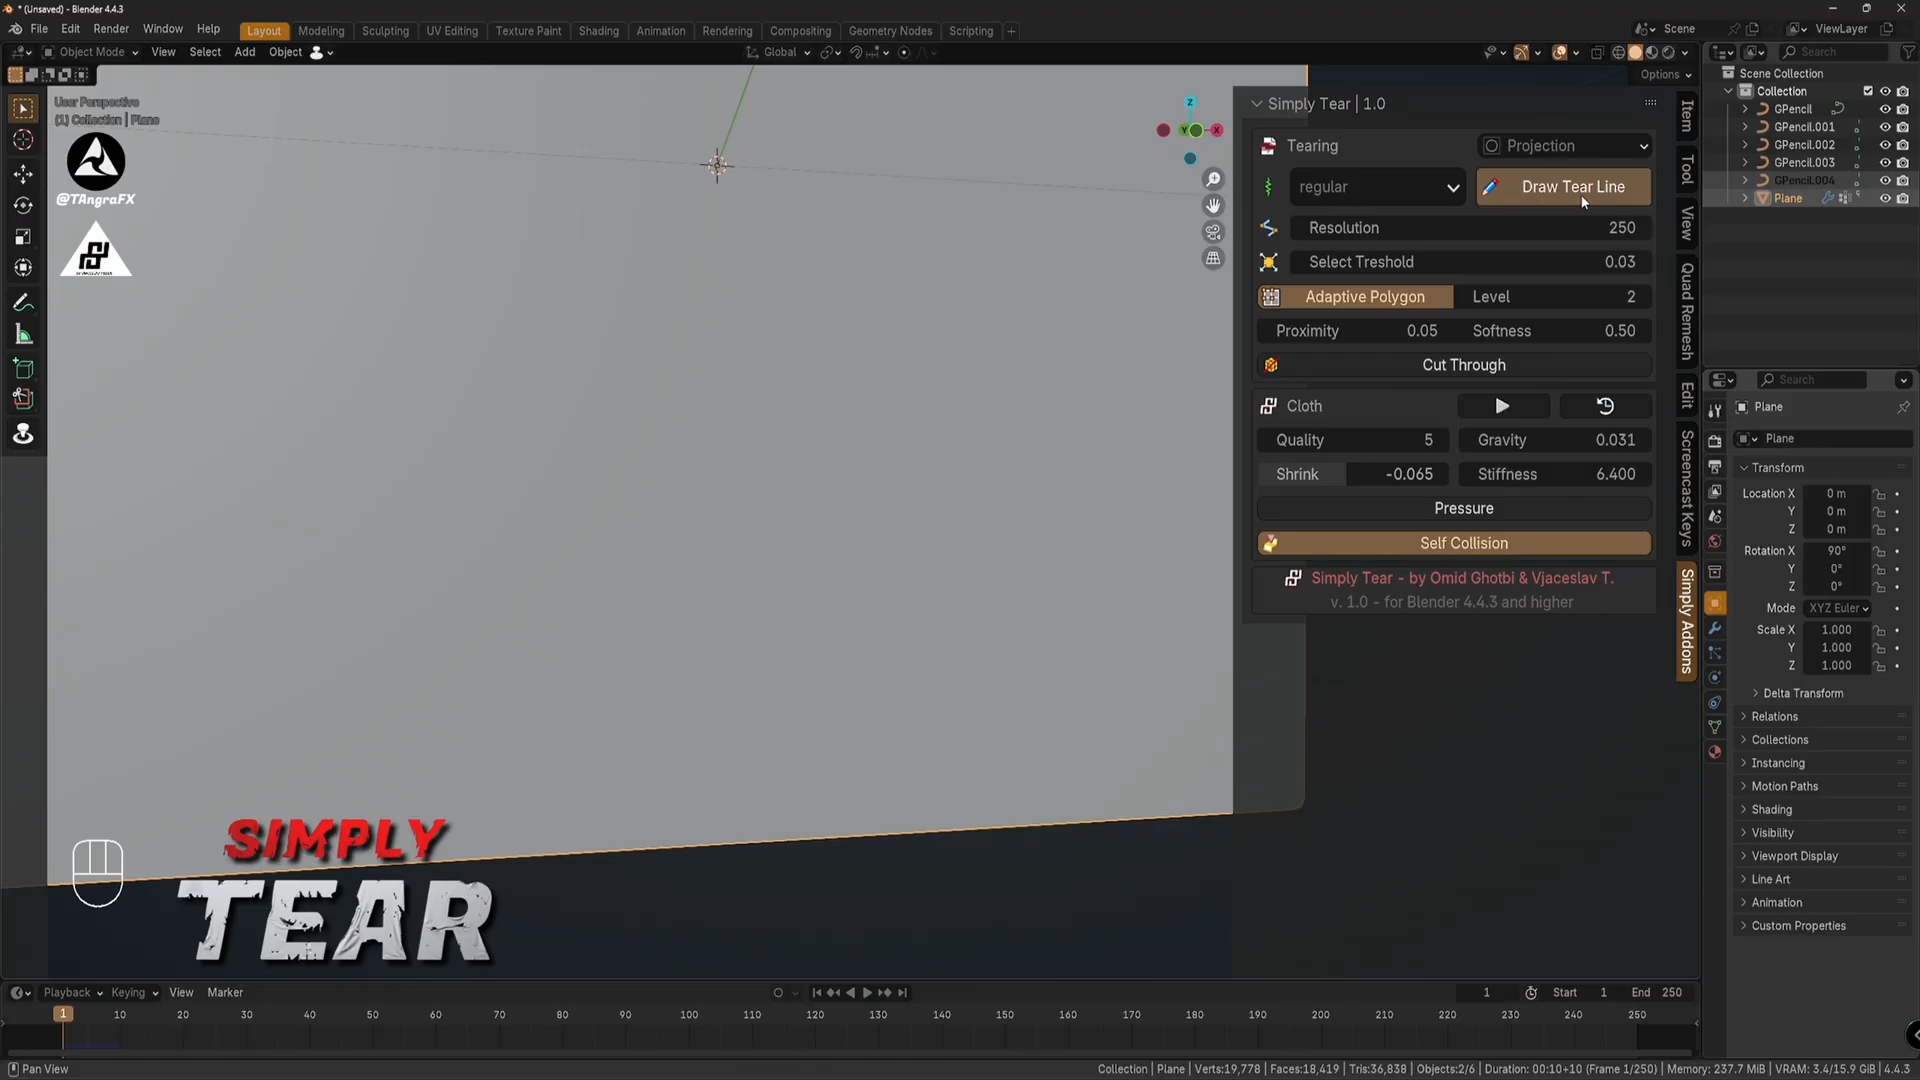 * (Unsaved) - Blender 4.4.3
File Edit Render Window Help
Layout Modeling Sculpting UV Editing Texture Paint Shading Animation Rendering Compositing Geometry Nodes Scripting +
Scene
ViewLayer
Object Mode View Select Add Object
Global
Search
Options
User Perspective
(1) Collection | Plane
@TAngraFX
Z
Y
X
Simply Tear | 1.0
Tearing Projection
regular Draw Tear Line
Resolution 250
Select Treshold 0.03
Adaptive Polygon Level 2
Proximity 0.05 Softness 0.50
Cut Through
Cloth
Quality 5 Gravity 0.031
Shrink -0.065 Stiffness 6.400
Pressure
Self Collision
Simply Tear - by Omid Ghotbi & Vjaceslav T.
v. 1.0 - for Blender 4.4.3 and higher
Item
Tool
View
Quad Remesh
Edit
Screencast Keys
Simply Addons
Scene Collection
Collection
GPencil
GPencil.001
GPencil.002
GPencil.003
GPencil.004
Plane
Search
Plane
Plane
Transform
Location X 0 m
Y 0 m
Z 0 m
Rotation X 90°
Y 0°
Z 0°
Mode XYZ Euler
Scale X 1.000
Y 1.000
Z 1.000
Delta Transform
Relations
Collections
Instancing
Motion Paths
Shading
Visibility
Viewport Display
Line Art
Animation
Custom Properties
SIMPLY
TEAR
Playback Keying View Marker
1 Start 1 End 250
1 10 20 30 40 50 60 70 80 90 100 110 120 130 140 150 160 170 180 190 200 210 220 230 240 250
Pan View
Collection | Plane | Verts:19,778 | Faces:18,419 | Tris:36,838 | Objects:2/6 | Duration: 00:10+10 (Frame 1/250) | Memory: 237.7 MiB | VRAM: 3.4/15.9 GiB | 4.4.3